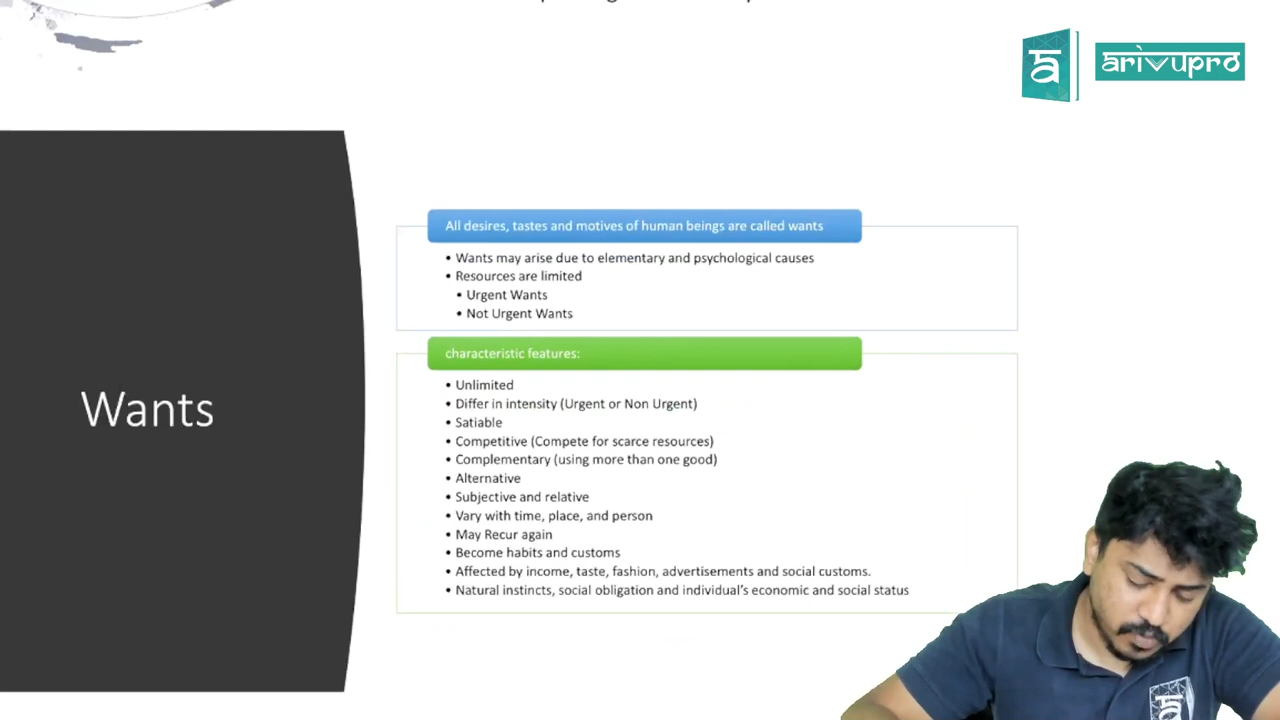 arivupro
Wants
All desires, tastes and motives of human beings are called wants
• Wants may arise due to elementary and psychological causes
• Resources are limited
• Urgent Wants
• Not Urgent Wants
characteristic features:
• Unlimited
• Differ in intensity (Urgent or Non Urgent)
• Satiable
• Competitive (Compete for scarce resources)
• Complementary (using more than one good)
• Alternative
• Subjective and relative
• Vary with time, place, and person
• May Recur again
• Become habits and customs
• Affected by income, taste, fashion, advertisements and social customs.
• Natural instincts, social obligation and individual's economic and social status